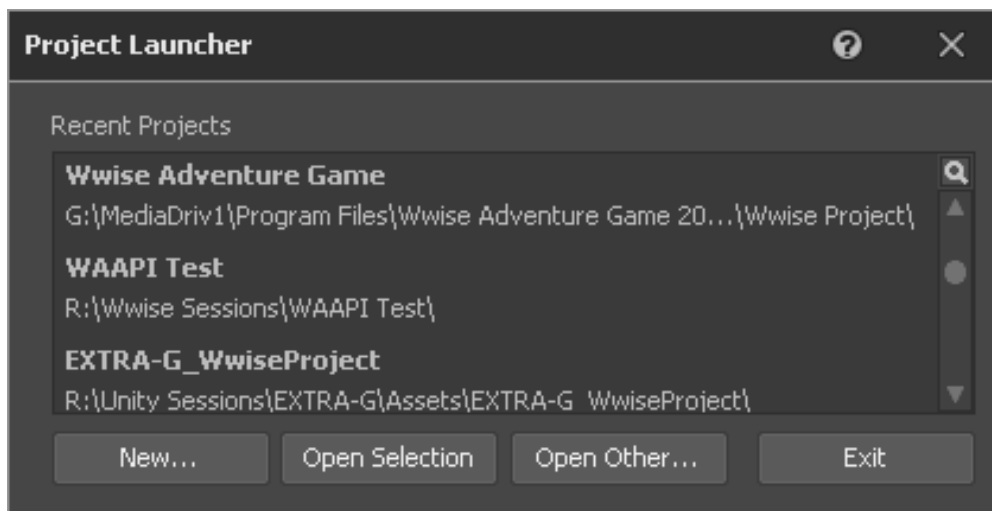 Project Launcher
Recent Projects
Wwise Adventure Game
G:\MediaDriv1\Program Files\Wwise Adventure Game 20...\Wwise Project\
WAAPI Test
R:\Wwise Sessions\WAAPI Test\
EXTRA-G_WwiseProject
R:\Unity Sessions\EXTRA-G\Assets\EXTRA-G_WwiseProject\
New... Open Selection Open Other... Exit